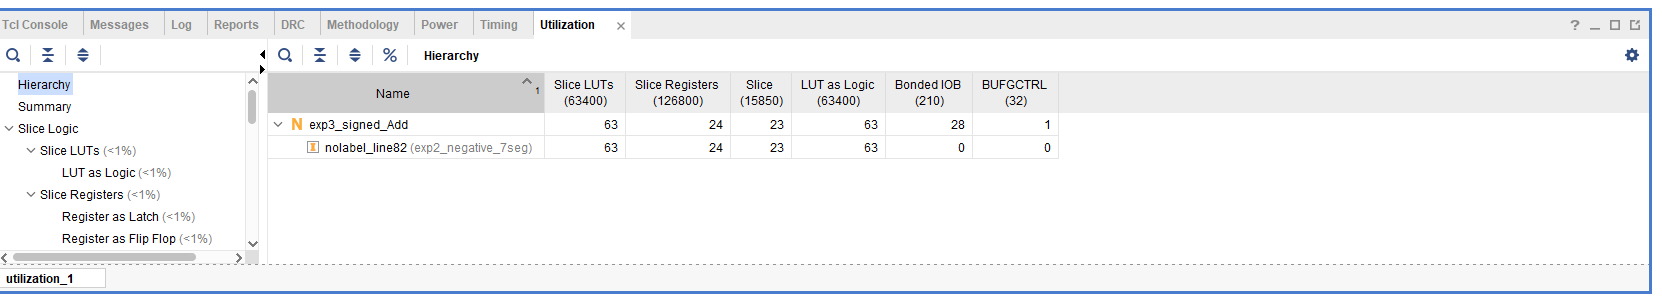 Tcl Console Messages Log Reports DRC Methodology Power Timing Utilization × ? _
% Hierarchy
Hierarchy
Summary
Slice Logic
Slice LUTs (<1%)
LUT as Logic (<1%)
Slice Registers (<1%)
Register as Latch (<1%)
Register as Flip Flop (<1%)
Name 1 Slice LUTs (63400) Slice Registers (126800) Slice (15850) LUT as Logic (63400) Bonded IOB (210) BUFGCTRL (32)
N exp3_signed_Add 63 24 23 63 28 1
I nolabel_line82 (exp2_negative_7seg) 63 24 23 63 0 0
utilization_1